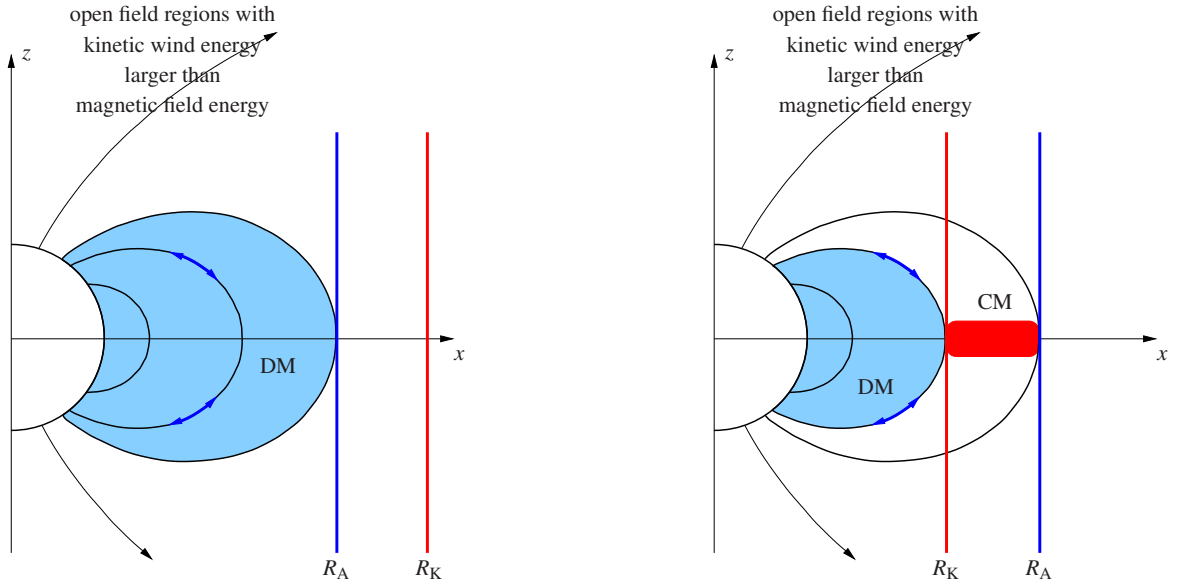 open field regions with
kinetic wind energy
larger than
magnetic field energy
z
x
DM
R_A
R_K
open field regions with
kinetic wind energy
larger than
magnetic field energy
z
CM
x
DM
R_K
R_A